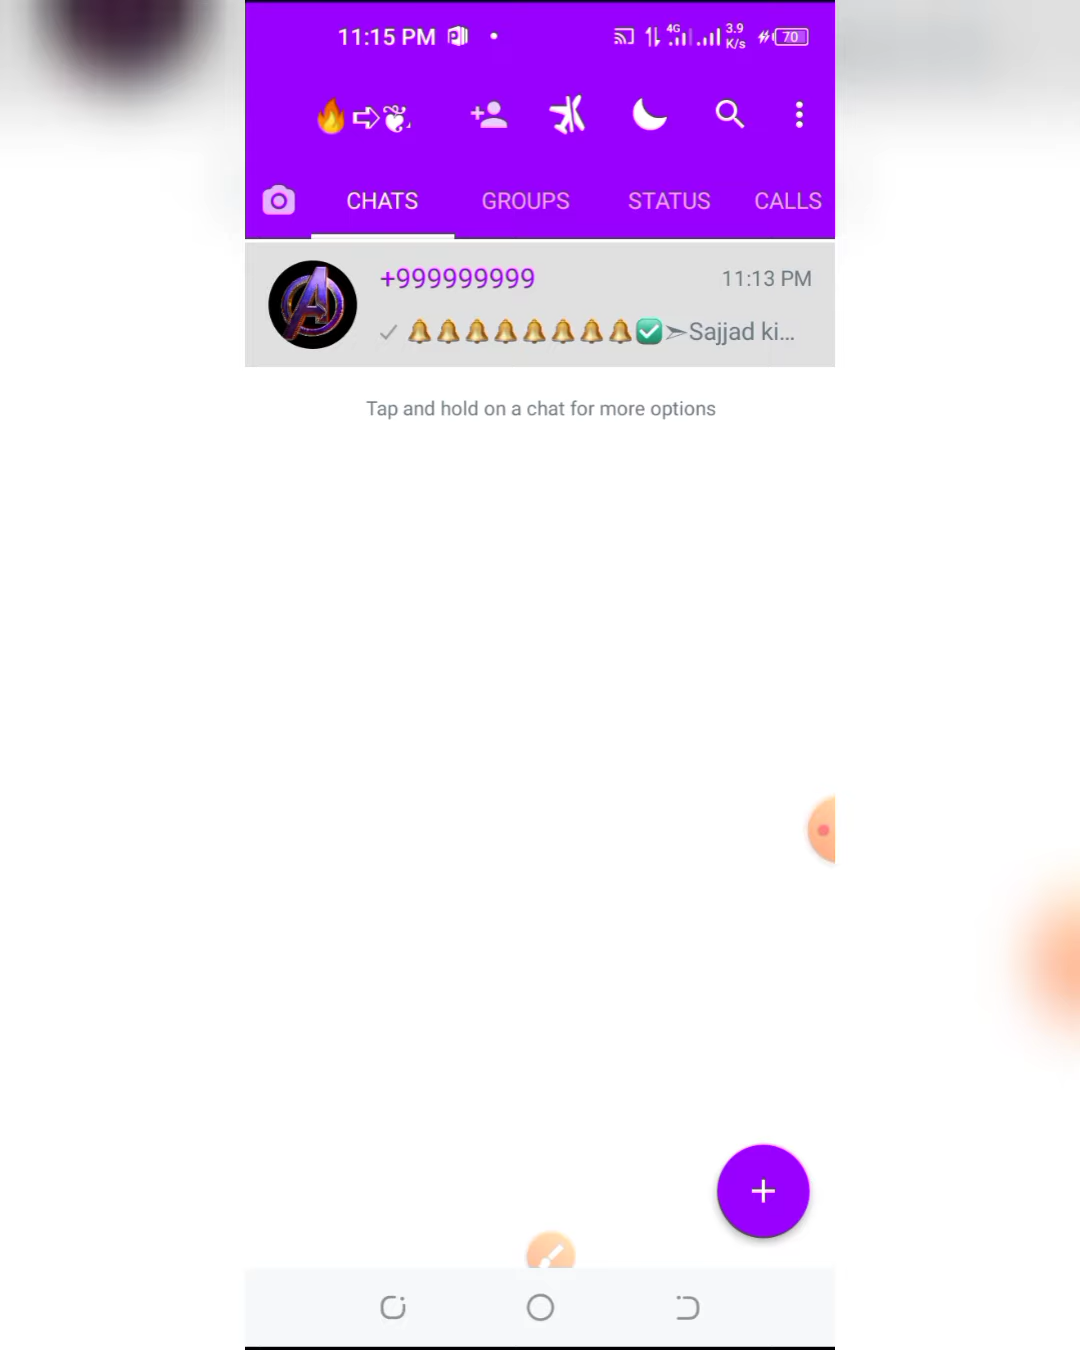 11:15 PM 4G 3.9 K/s 70
🔥➪❦
CHATS GROUPS STATUS CALLS
+999999999 11:13 PM
🔔🔔🔔🔔🔔🔔🔔🔔✅➣Sajjad ki...
Tap and hold on a chat for more options